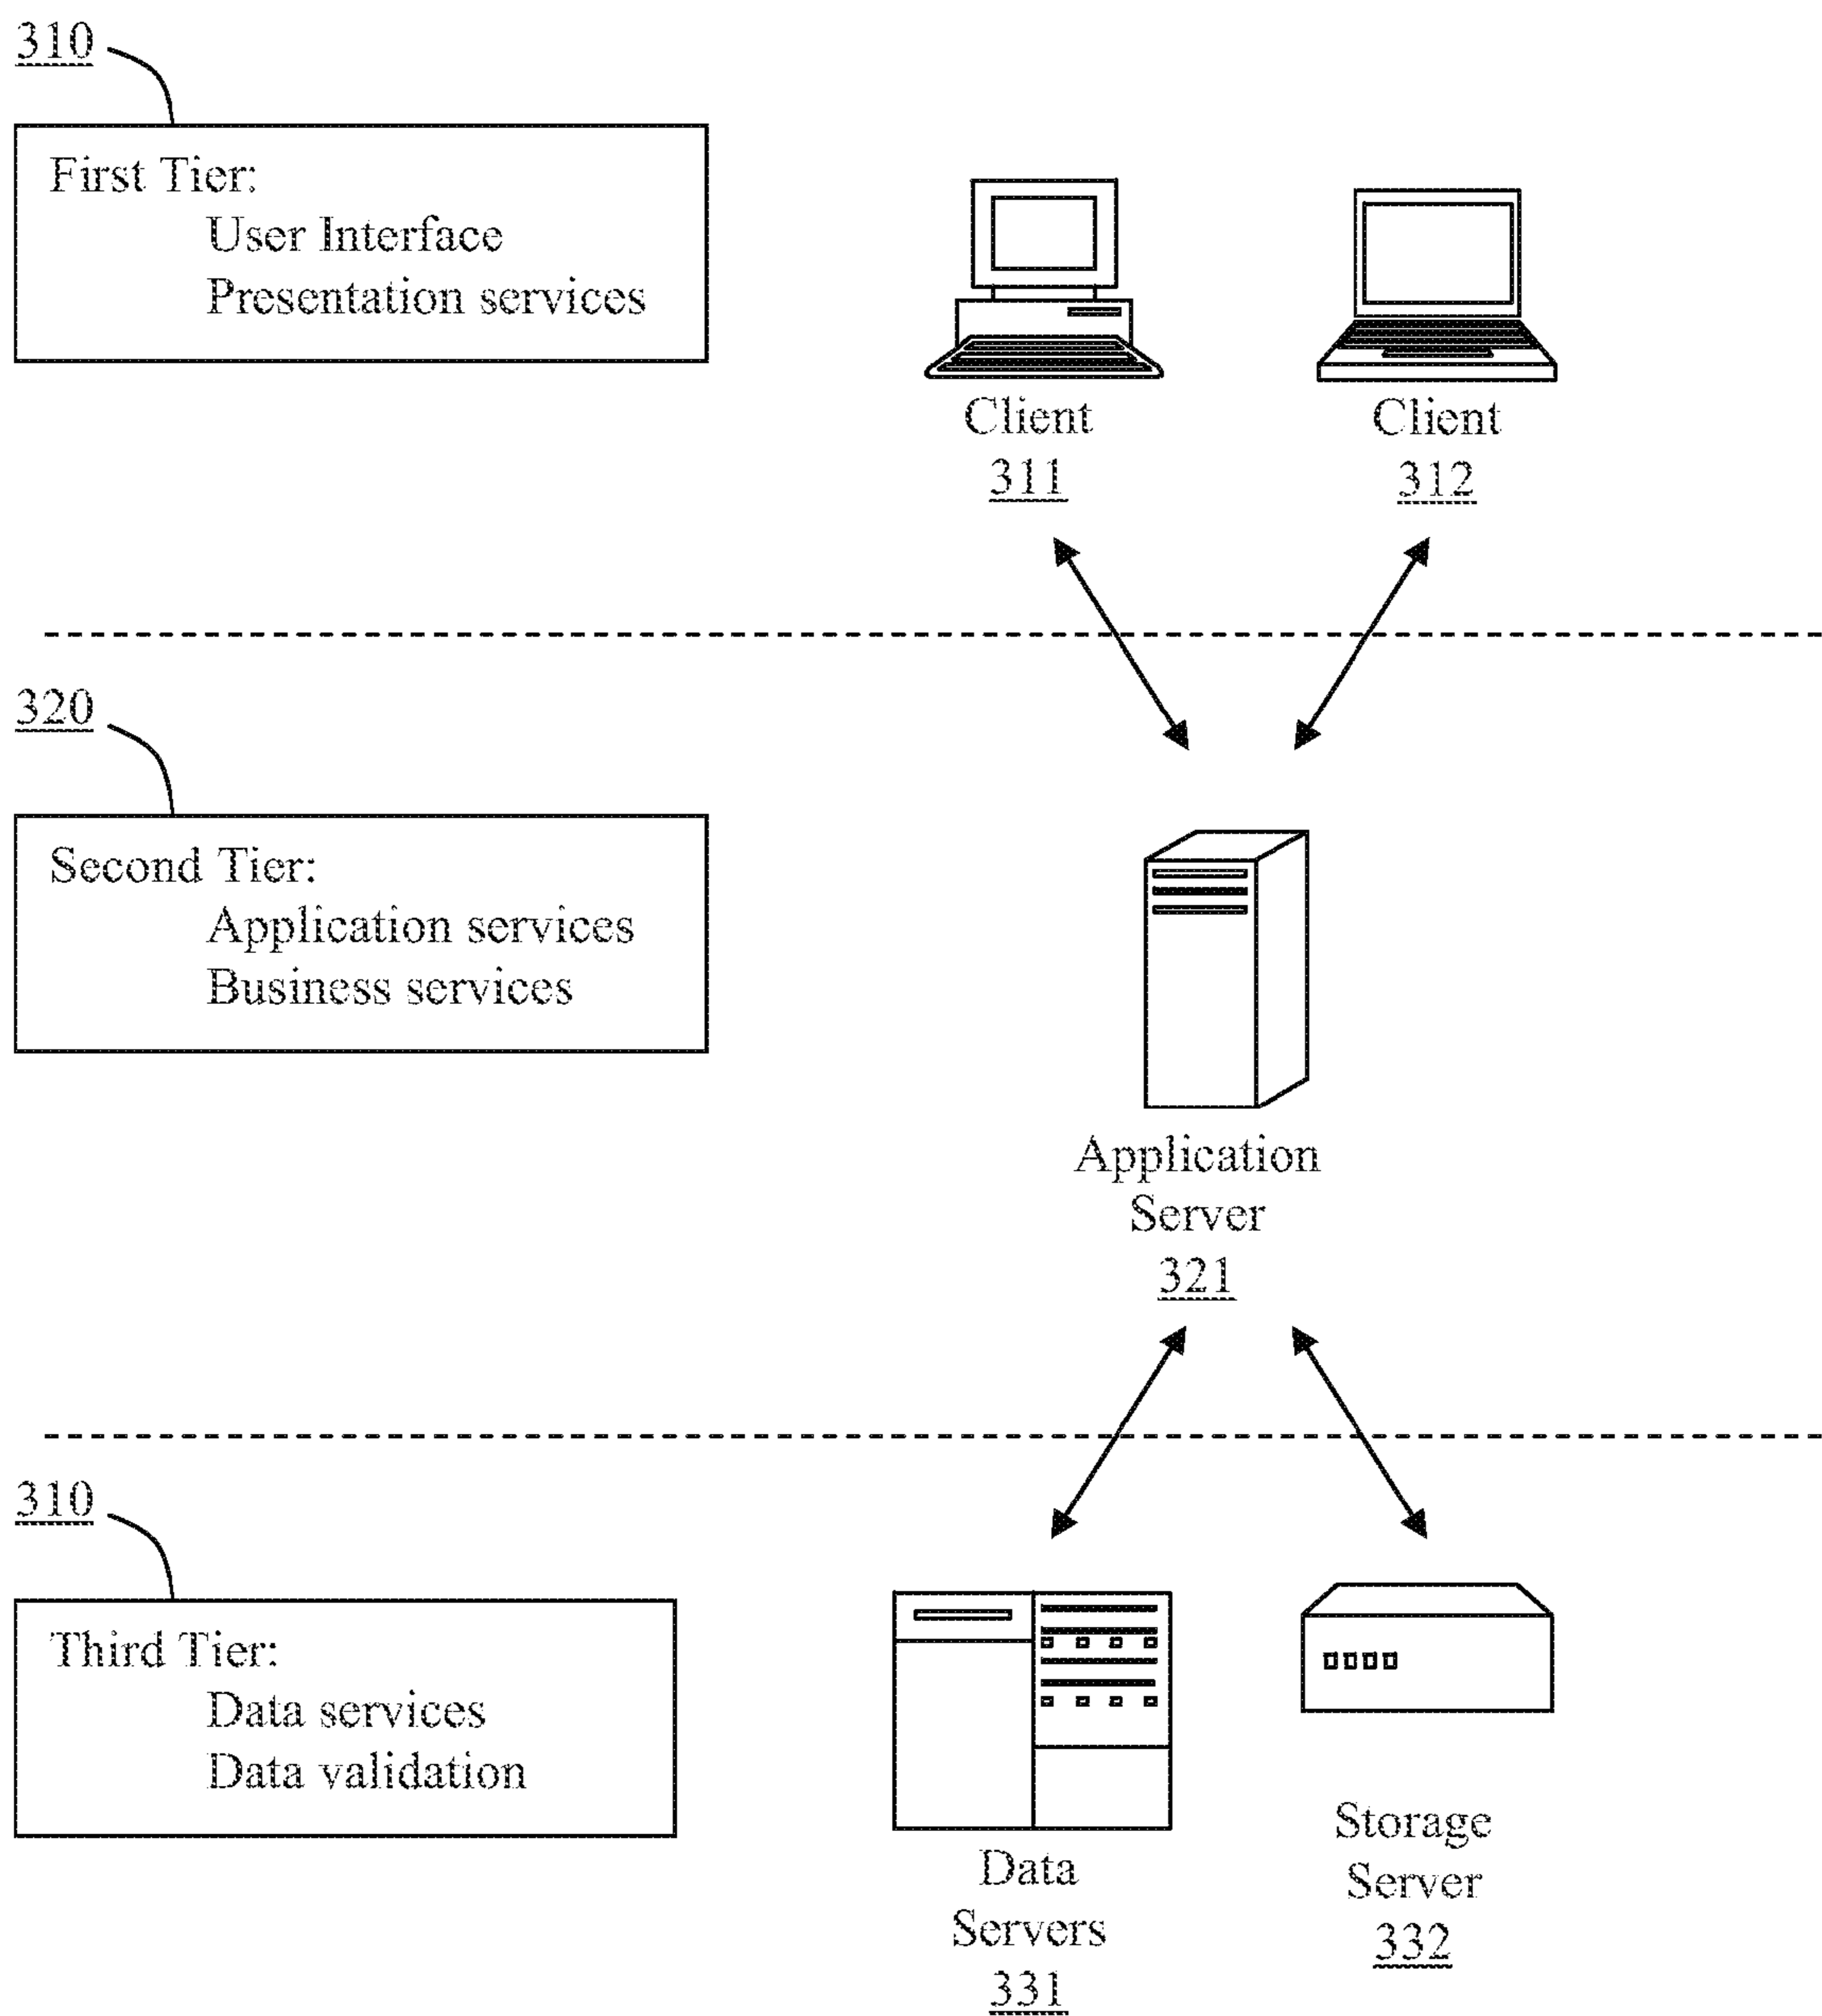 310
First Tier:
User Interface
Presentation services
Client
311
Client
312
320
Second Tier:
Application services
Business services
Application
Server
321
310
Third Tier:
Data services
Data validation
Data
Servers
331
Storage
Server
332